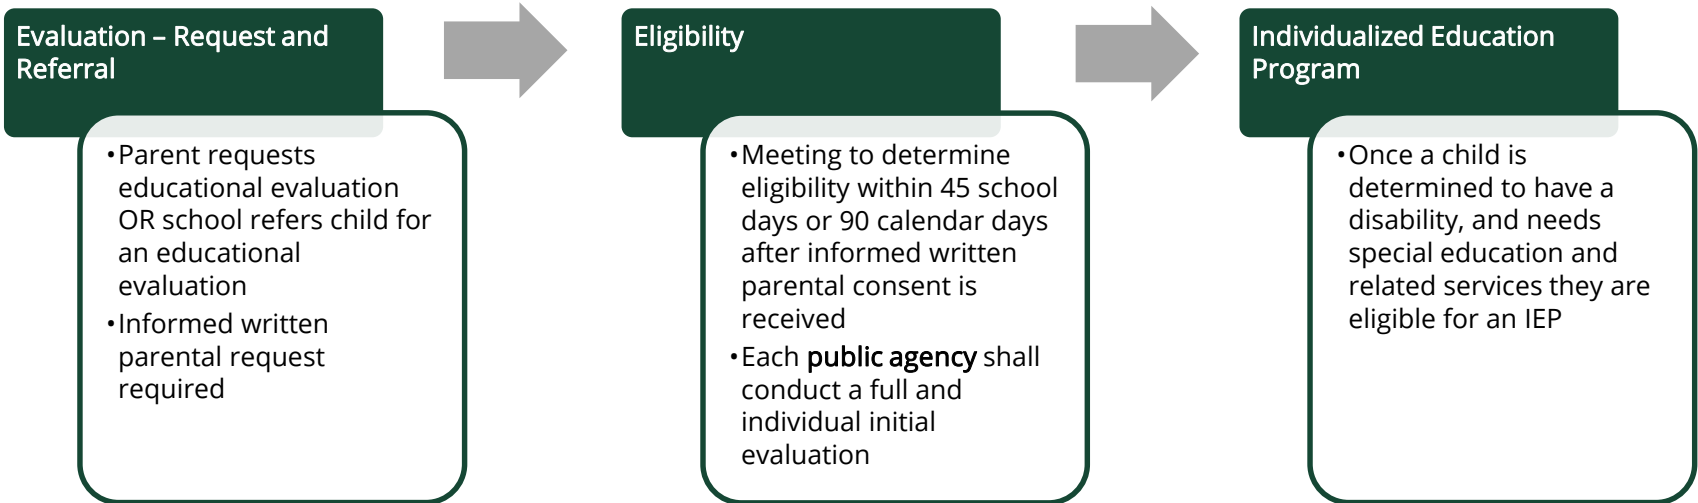 Evaluation – Request and
Referral
•Parent requests
educational evaluation
OR school refers child for
an educational
evaluation
•Informed written
parental request
required
Eligibility
•Meeting to determine
eligibility within 45 school
days or 90 calendar days
after informed written
parental consent is
received
•Each public agency shall
conduct a full and
individual initial
evaluation
Individualized Education
Program
•Once a child is
determined to have a
disability, and needs
special education and
related services they are
eligible for an IEP